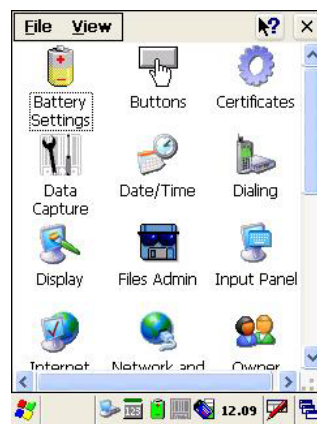 File View ?
Battery Settings Buttons Certificates
Data Capture Date/Time Dialing
Display Files Admin Input Panel
Internet Network and Owner
123 12.09